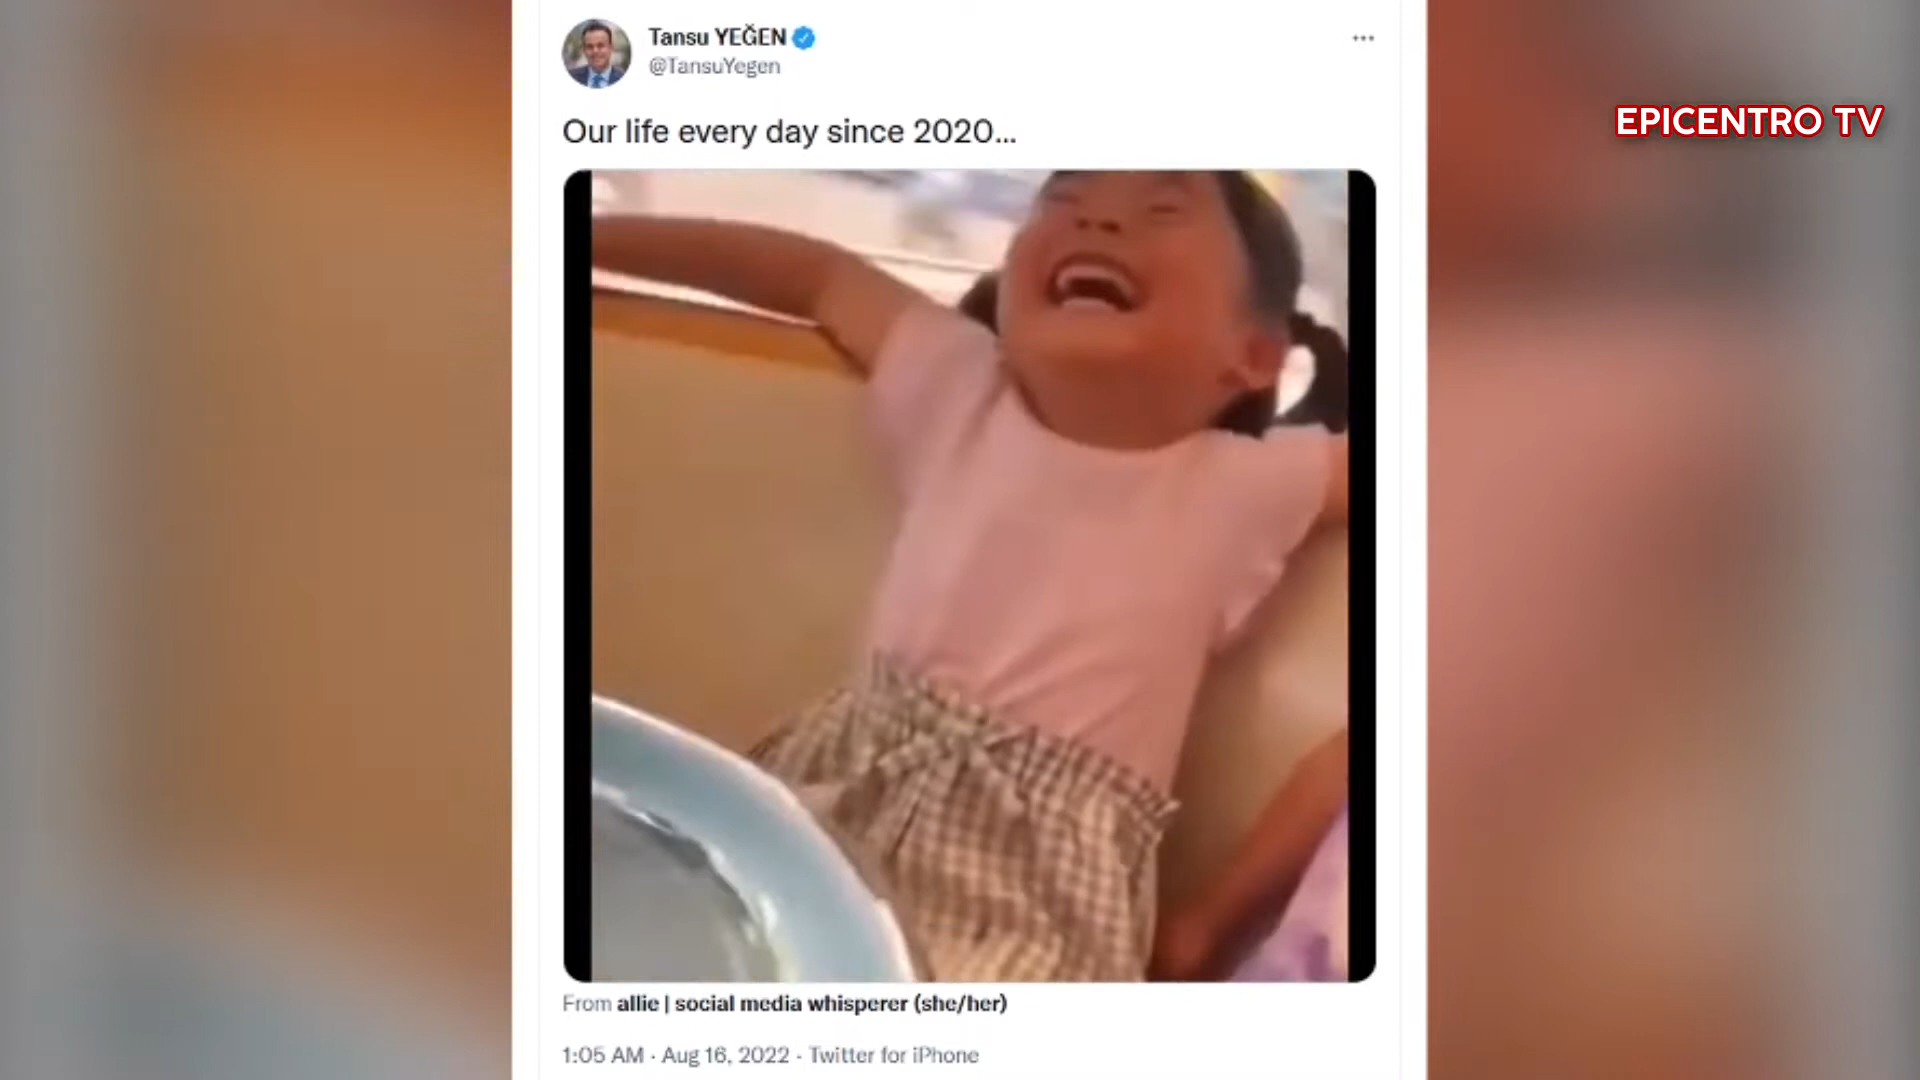 Tansu YEĞEN
@TansuYegen
EPICENTRO TV
Our life every day since 2020...
From allie | social media whisperer (she/her)
1:05 AM · Aug 16, 2022 · Twitter for iPhone